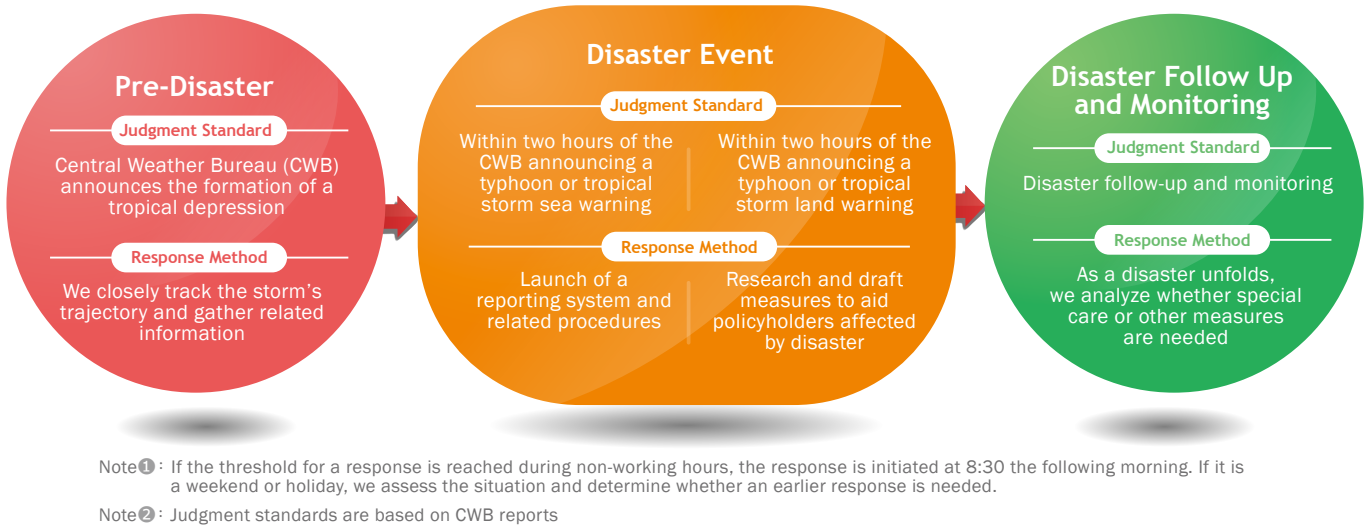 Pre-Disaster
Judgment Standard
Central Weather Bureau (CWB)
announces the formation of a
tropical depression
Response Method
We closely track the storm's
trajectory and gather related
information
Disaster Event
Judgment Standard
Within two hours of the
CWB announcing a
typhoon or tropical
storm sea warning
Within two hours of the
CWB announcing a
typhoon or tropical
storm land warning
Response Method
Launch of a
reporting system and
related procedures
Research and draft
measures to aid
policyholders affected
by disaster
Disaster Follow Up
and Monitoring
Judgment Standard
Disaster follow-up and monitoring
Response Method
As a disaster unfolds,
we analyze whether special
care or other measures
are needed
Note❶: If the threshold for a response is reached during non-working hours, the response is initiated at 8:30 the following morning. If it is
a weekend or holiday, we assess the situation and determine whether an earlier response is needed.
Note❷: Judgment standards are based on CWB reports